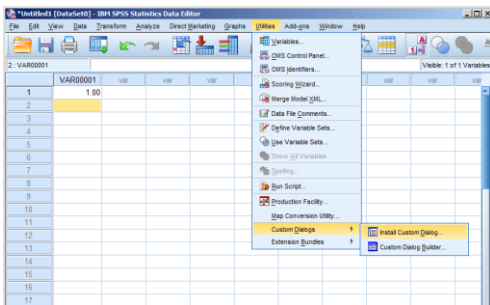 *Untitled1 [DataSet0] - IBM SPSS Statistics Data Editor
File Edit View Data Transform Analyze Direct Marketing Graphs Utilities Add-ons Window Help
2 : VAR00001
Visible: 1 of 1 Variables
VAR00001 var var var var var
1 1.00
2
3
4
5
6
7
8
9
10
11
12
13
14
15
16
17
Variables...
OMS Control Panel...
OMS Identifiers...
Scoring Wizard...
Merge Model XML...
Data File Comments...
Define Variable Sets...
Use Variable Sets...
Show All Variables
Spelling...
Run Script...
Production Facility...
Map Conversion Utility...
Custom Dialogs
Extension Bundles
Install Custom Dialog...
Custom Dialog Builder...